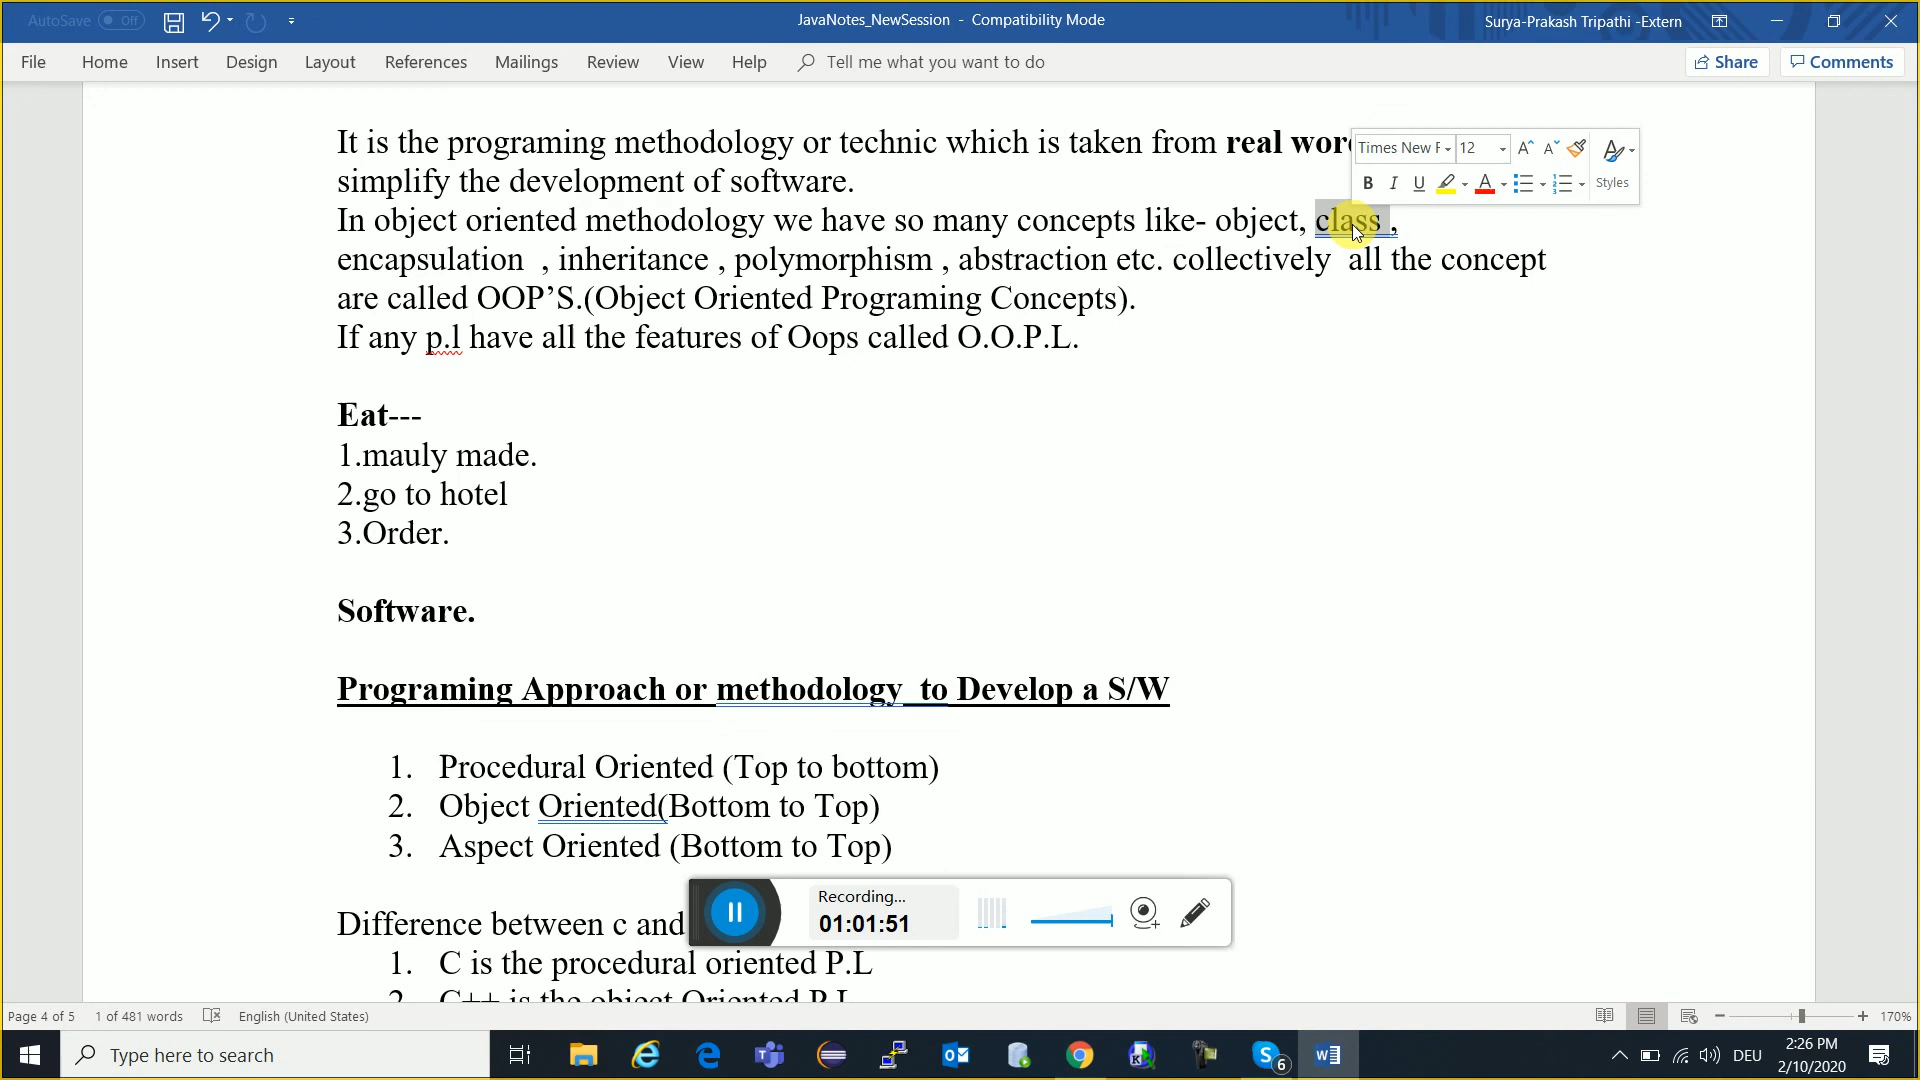 AutoSave Off
JavaNotes_NewSession - Compatibility Mode
Surya-Prakash Tripathi -Extern
File Home Insert Design Layout References Mailings Review View Help Tell me what you want to do
Share Comments
It is the programing methodology or technic which is taken from real
Times New 12
simplify the development of software.
B I U A Styles
In object oriented methodology we have so many concepts like- object, class ,
encapsulation , inheritance , polymorphism , abstraction etc. collectively all the concept
are called OOP’S.(Object Oriented Programing Concepts).
If any p.l have all the features of Oops called O.O.P.L.
Eat---
1.mauly made.
2.go to hotel
3.Order.
Software.
Programing Approach or methodology to Develop a S/W
1. Procedural Oriented (Top to bottom)
2. Object Oriented(Bottom to Top)
3. Aspect Oriented (Bottom to Top)
Recording...
01:01:51
Difference between c and
1. C is the procedural oriented P.L
2. C++ is the object Oriented P.L
Page 4 of 5 1 of 481 words English (United States) 170%
Type here to search
6
DEU
2:26 PM
2/10/2020